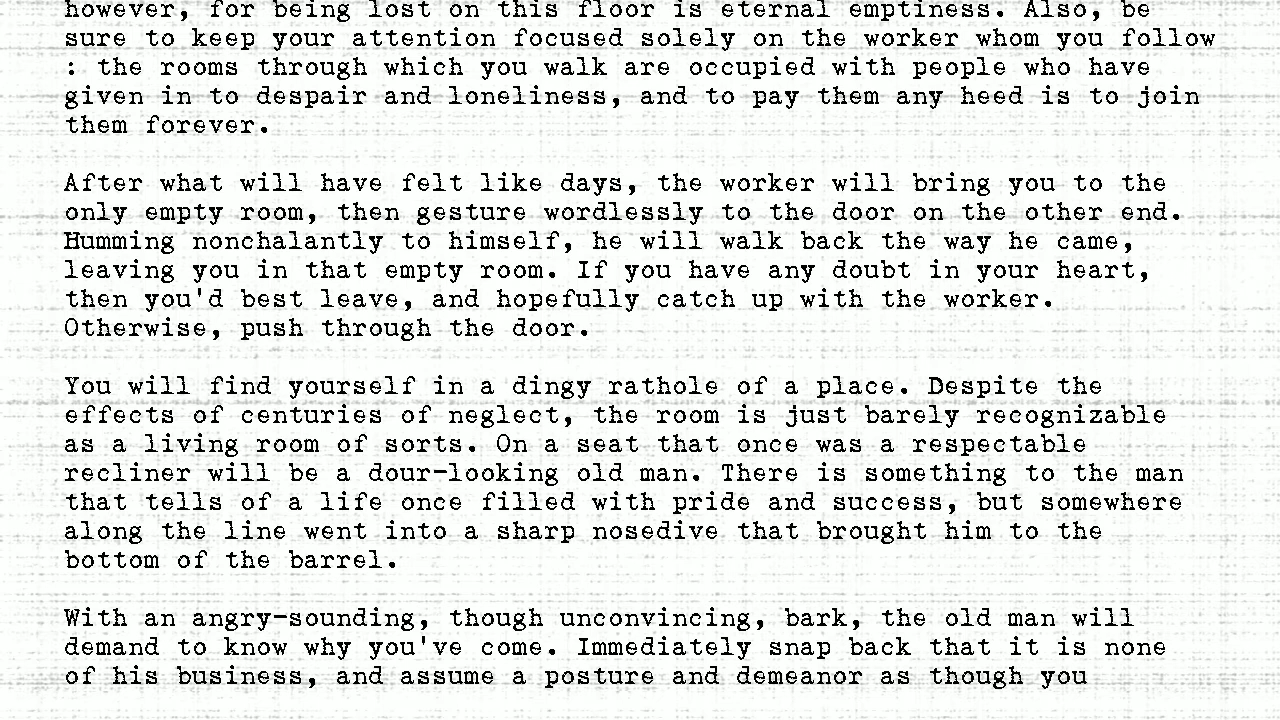 however, for being lost on this floor is eternal emptiness. Also, be
sure to keep your attention focused solely on the worker whom you follow
: the rooms through which you walk are occupied with people who have
given in to despair and loneliness, and to pay them any heed is to join
them forever.
After what will have felt like days, the worker will bring you to the
only empty room, then gesture wordlessly to the door on the other end.
Humming nonchalantly to himself, he will walk back the way he came,
leaving you in that empty room. If you have any doubt in your heart,
then you'd best leave, and hopefully catch up with the worker.
Otherwise, push through the door.
You will find yourself in a dingy rathole of a place. Despite the
effects of centuries of neglect, the room is just barely recognizable
as a living room of sorts. On a seat that once was a respectable
recliner will be a dour-looking old man. There is something to the man
that tells of a life once filled with pride and success, but somewhere
along the line went into a sharp nosedive that brought him to the
bottom of the barrel.
With an angry-sounding, though unconvincing, bark, the old man will
demand to know why you've come. Immediately snap back that it is none
of his business, and assume a posture and demeanor as though you